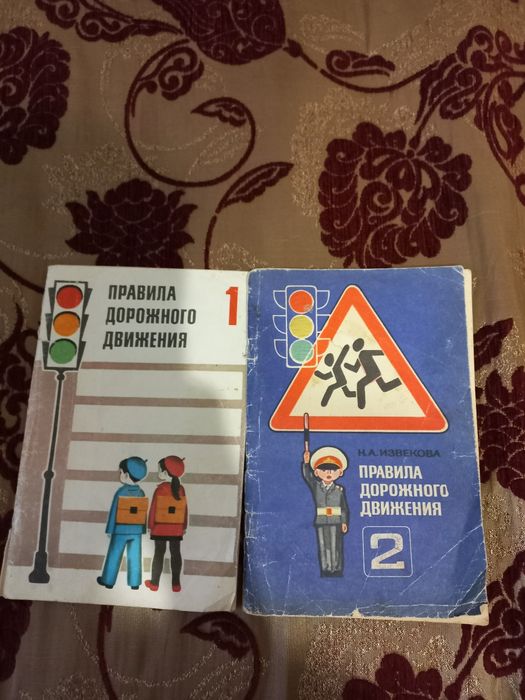 ПРАВИЛА
ДОРОЖНОГО
ДВИЖЕНИЯ
1
Н.А. ИЗВЕКОВА
ПРАВИЛА
ДОРОЖНОГО
ДВИЖЕНИЯ
2